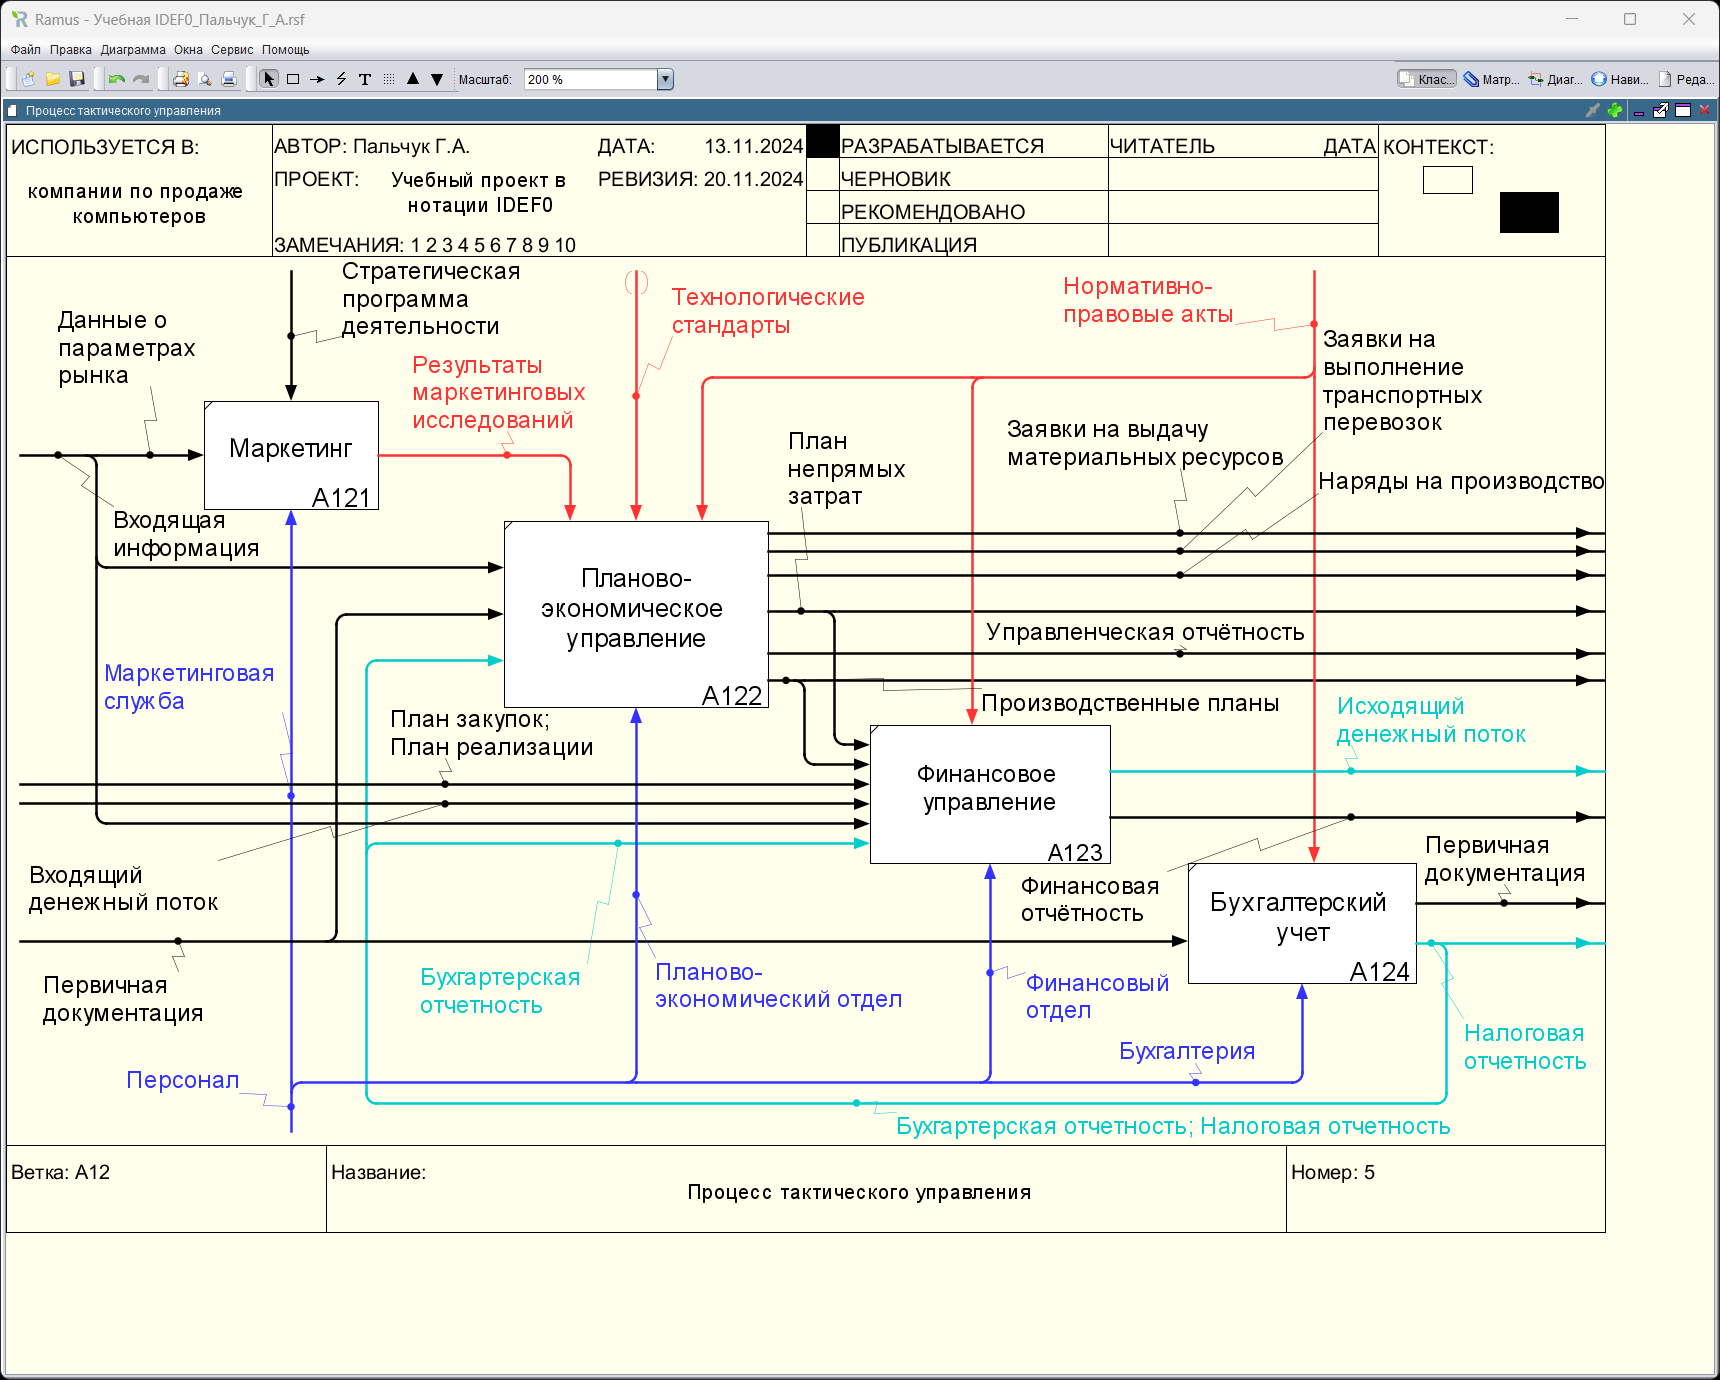 Ramus - Учебная IDEF0_Пальчук_Г_А.rsf
Файл Правка Диаграмма Окна Сервис Помощь
Масштаб: 200 %
Клас... Матр... Диаг... Нави... Реда...
Процесс тактического управления
ИСПОЛЬЗУЕТСЯ В:
компании по продаже
компьютеров
АВТОР: Пальчук Г.А.
ДАТА: 13.11.2024
ПРОЕКТ: Учебный проект в
нотации IDEF0
РЕВИЗИЯ: 20.11.2024
ЗАМЕЧАНИЯ: 1 2 3 4 5 6 7 8 9 10
РАЗРАБАТЫВАЕТСЯ
ЧЕРНОВИК
РЕКОМЕНДОВАНО
ПУБЛИКАЦИЯ
ЧИТАТЕЛЬ ДАТА
КОНТЕКСТ:
Стратегическая
программа
деятельности
Технологические
стандарты
Нормативно-
правовые акты
Данные о
параметрах
рынка
Результаты
маркетинговых
исследований
Заявки на
выполнение
транспортных
перевозок
Маркетинг
A121
План
непрямых
затрат
Заявки на выдачу
материальных ресурсов
Наряды на производство
Входящая
информация
Планово-
экономическое
управление
A122
Управленческая отчётность
Маркетинговая
служба
План закупок;
План реализации
Производственные планы
Исходящий
денежный поток
Финансовое
управление
A123
Входящий
денежный поток
Финансовая
отчётность
Бухгалтерский
учет
A124
Первичная
документация
Первичная
документация
Бухгартерская
отчетность
Планово-
экономический отдел
Финансовый
отдел
Налоговая
отчетность
Бухгалтерия
Персонал
Бухгартерская отчетность; Налоговая отчетность
Ветка: A12
Название:
Процесс тактического управления
Номер: 5